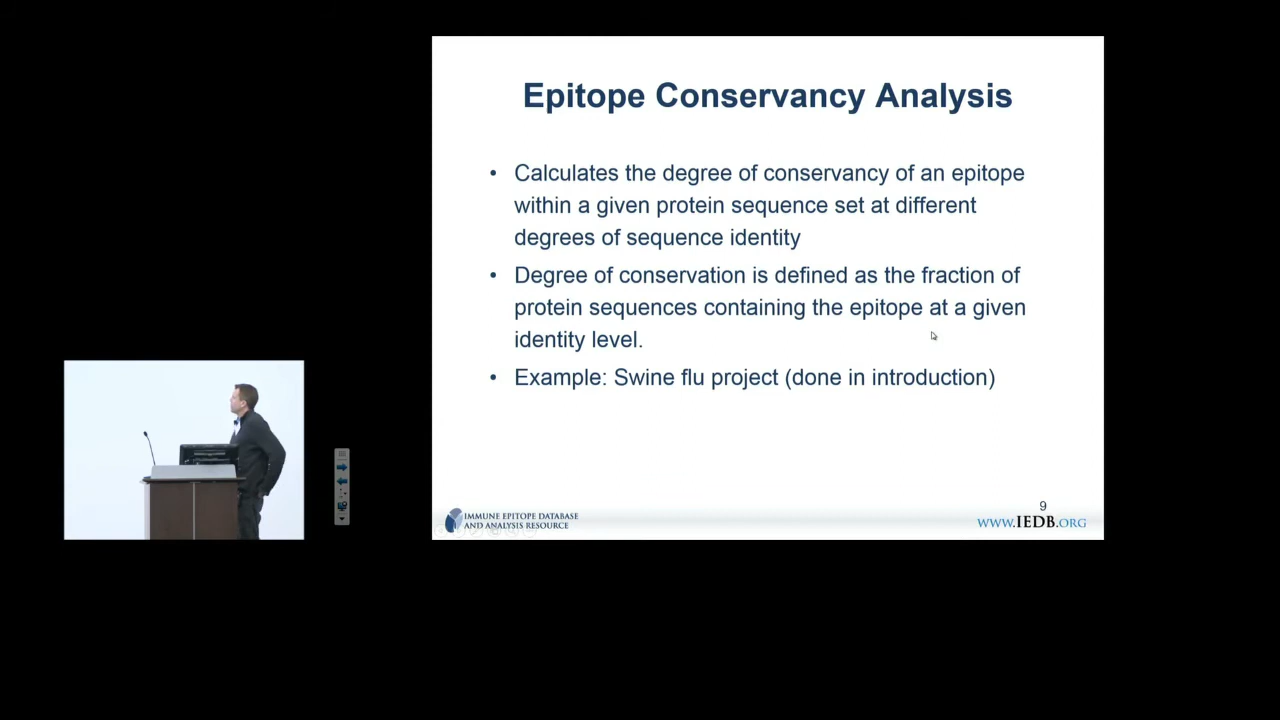 Epitope Conservancy Analysis
• Calculates the degree of conservancy of an epitope
within a given protein sequence set at different
degrees of sequence identity
• Degree of conservation is defined as the fraction of
protein sequences containing the epitope at a given
identity level.
• Example: Swine flu project (done in introduction)
IMMUNE EPITOPE DATABASE
AND ANALYSIS RESOURCE
9
WWW.IEDB.ORG